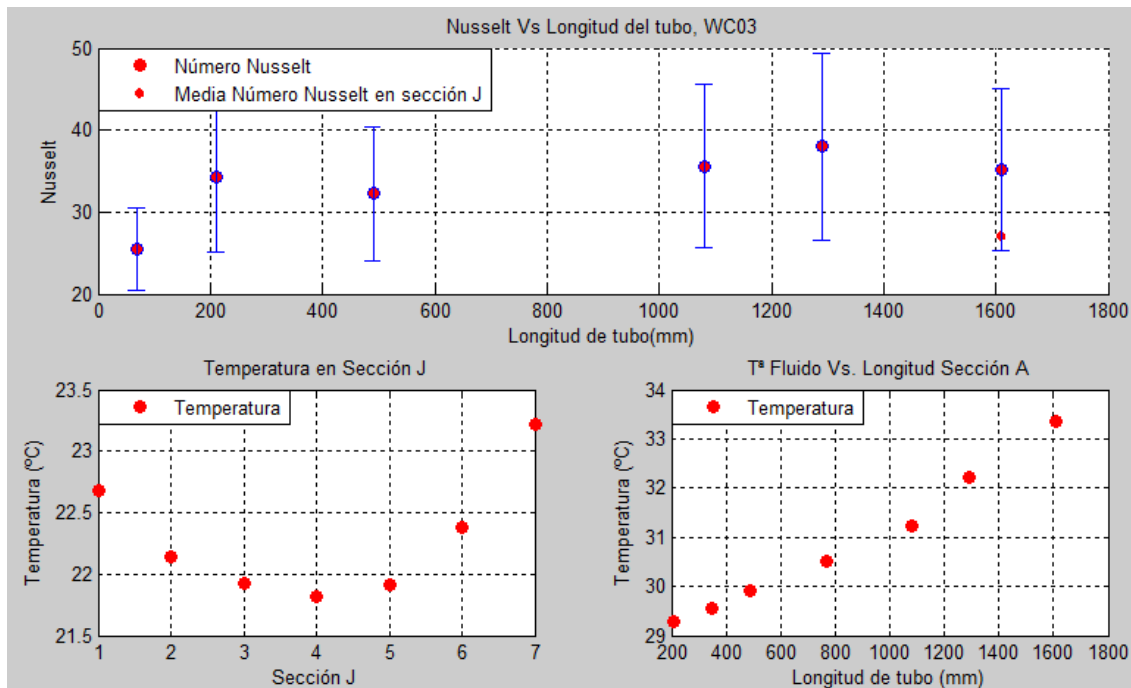 Nusselt Vs Longitud del tubo, WC03
50
40
30
20
Nusselt
Número Nusselt
Media Número Nusselt en sección J
0 200 400 600 800 1000 1200 1400 1600 1800
Longitud de tubo(mm)
Temperatura en Sección J
23.5
23
22.5
22
21.5
Temperatura (ºC)
Temperatura
1 2 3 4 5 6 7
Sección J
Tª Fluido Vs. Longitud Sección A
34
33
32
31
30
29
Temperatura (ºC)
Temperatura
200 400 600 800 1000 1200 1400 1600 1800
Longitud de tubo (mm)